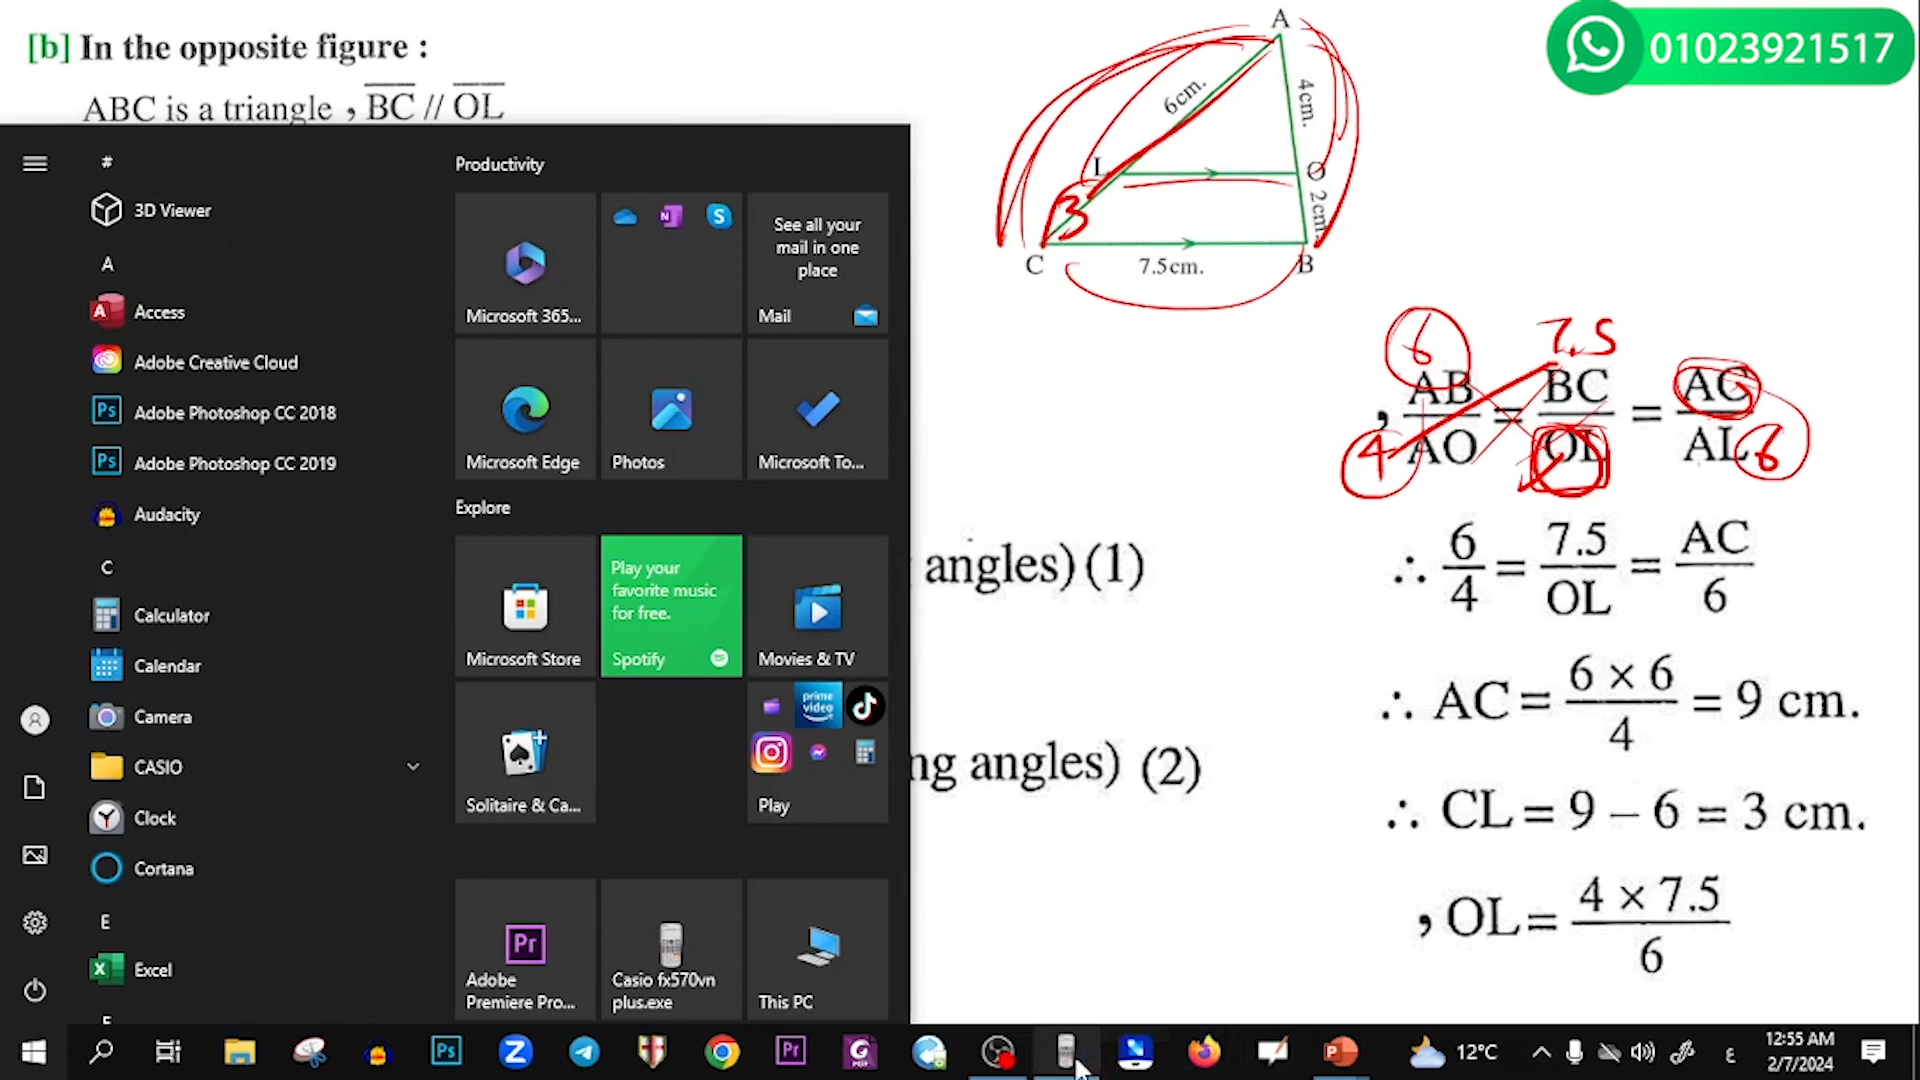 [b] In the opposite figure :
ABC is a triangle , BC // OL
01023921517
A
6cm.
4cm.
L
O
3
2cm.
C
7.5cm.
B
6
7.5
, AB/AO = BC/OL = AC/AL
4
6
∴ 6/4 = 7.5/OL = AC/6
∴ AC = 6 × 6/4 = 9 cm.
∴ CL = 9 – 6 = 3 cm.
, OL = 4 × 7.5/6
angles) (1)
ng angles) (2)
#
3D Viewer
A
Access
Adobe Creative Cloud
Adobe Photoshop CC 2018
Adobe Photoshop CC 2019
Audacity
C
Calculator
Calendar
Camera
CASIO
Clock
Cortana
E
Excel
Productivity
Microsoft 365...
See all your
mail in one
place
Mail
Microsoft Edge
Photos
Microsoft To...
Explore
Microsoft Store
Play your
favorite music
for free.
Spotify
Movies & TV
Solitaire & Ca...
prime
video
Play
Adobe
Premiere Pro...
Casio fx570vn
plus.exe
This PC
12°C
ع
12:55 AM
2/7/2024